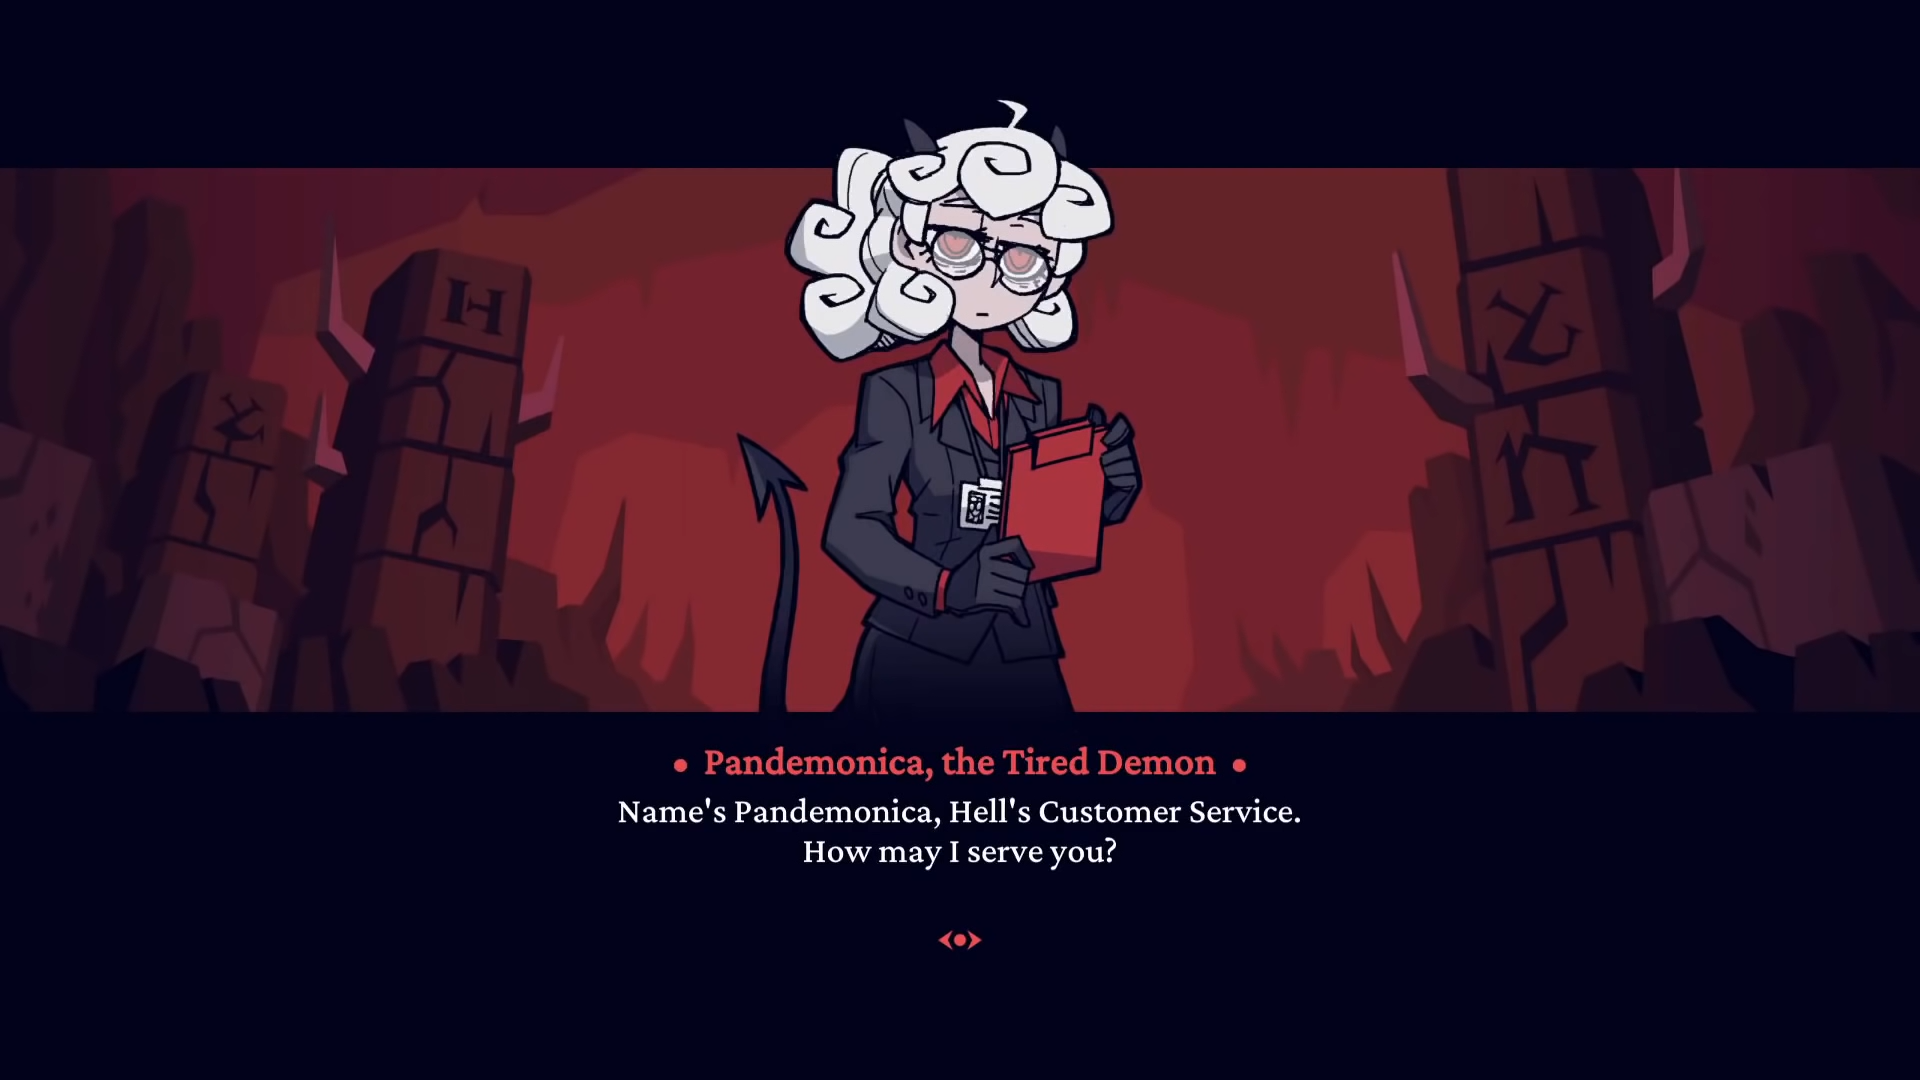 • Pandemonica, the Tired Demon •
Name's Pandemonica, Hell's Customer Service.
How may I serve you?